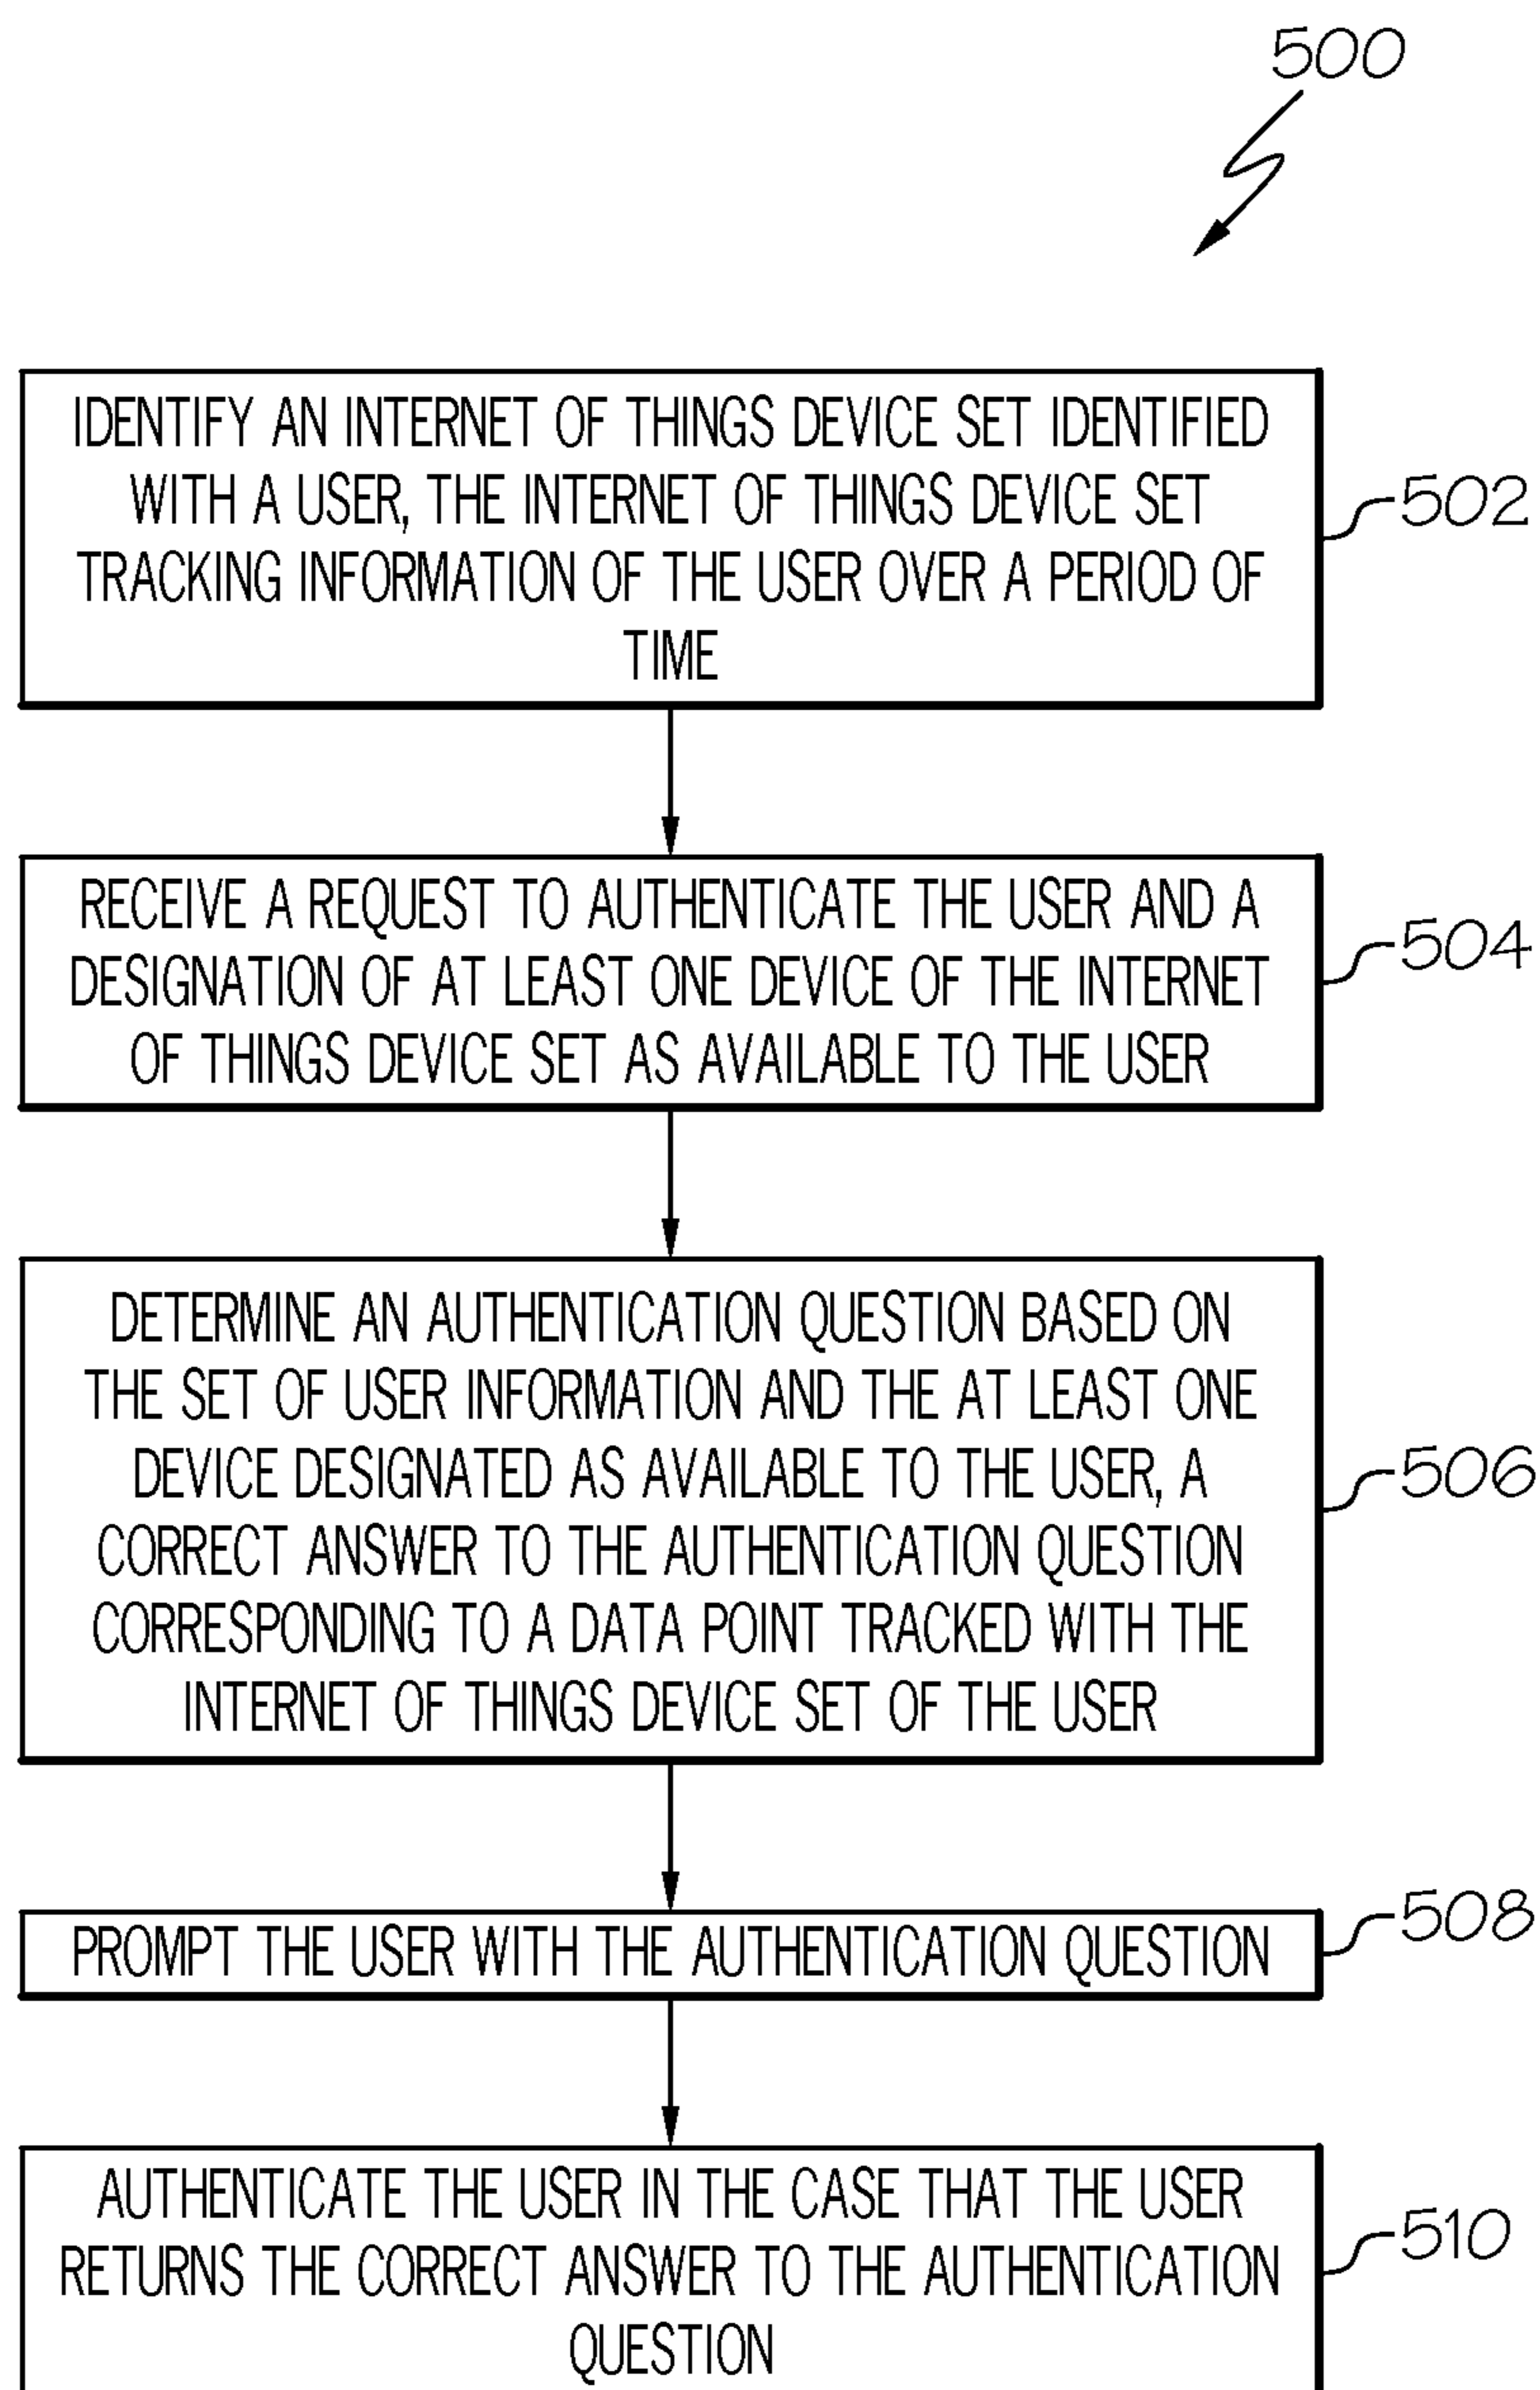 500
IDENTIFY AN INTERNET OF THINGS DEVICE SET IDENTIFIED
WITH A USER, THE INTERNET OF THINGS DEVICE SET
TRACKING INFORMATION OF THE USER OVER A PERIOD OF
TIME
502
RECEIVE A REQUEST TO AUTHENTICATE THE USER AND A
DESIGNATION OF AT LEAST ONE DEVICE OF THE INTERNET
OF THINGS DEVICE SET AS AVAILABLE TO THE USER
504
DETERMINE AN AUTHENTICATION QUESTION BASED ON
THE SET OF USER INFORMATION AND THE AT LEAST ONE
DEVICE DESIGNATED AS AVAILABLE TO THE USER, A
CORRECT ANSWER TO THE AUTHENTICATION QUESTION
CORRESPONDING TO A DATA POINT TRACKED WITH THE
INTERNET OF THINGS DEVICE SET OF THE USER
506
PROMPT THE USER WITH THE AUTHENTICATION QUESTION
508
AUTHENTICATE THE USER IN THE CASE THAT THE USER
RETURNS THE CORRECT ANSWER TO THE AUTHENTICATION
QUESTION
510